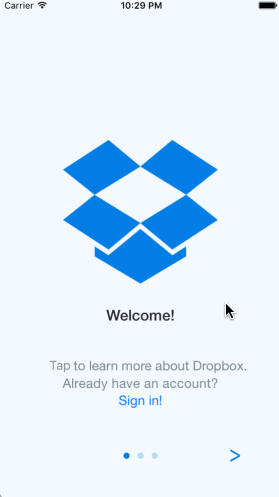 Carrier 10:29 PM
Welcome!
Tap to learn more about Dropbox.
Already have an account?
Sign in!
>